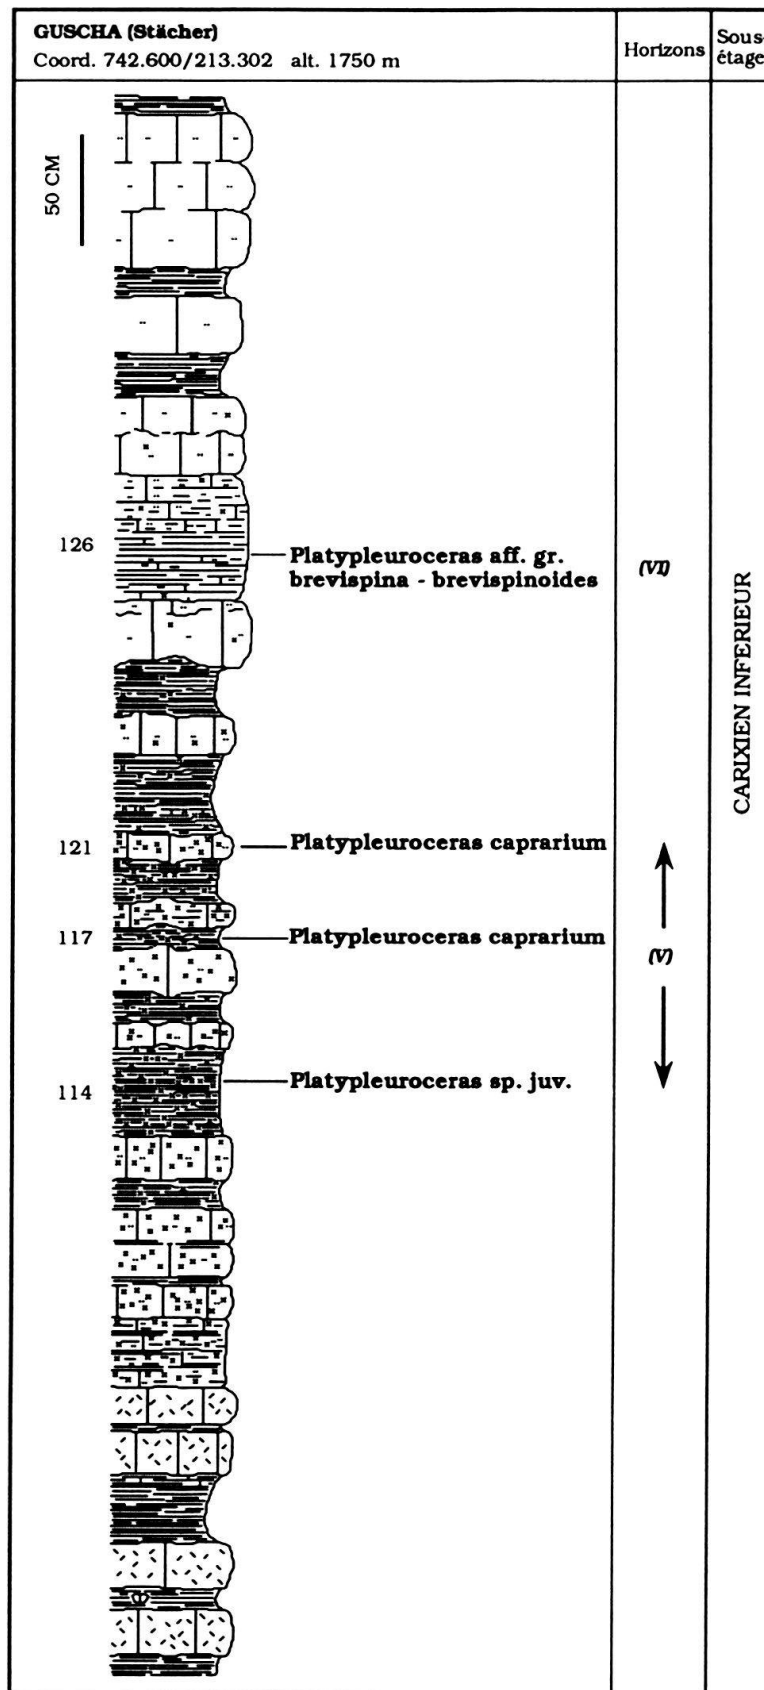 GUSCHA (Stächer)
Coord. 742.600/213.302 alt. 1750 m
Horizons
Sous-
étage
50 CM
126
Platypleuroceras aff. gr.
brevispina - brevispinoides
(VI)
CARIXIEN INFERIEUR
121
Platypleuroceras caprarium
117
Platypleuroceras caprarium
(V)
114
Platypleuroceras sp. juv.